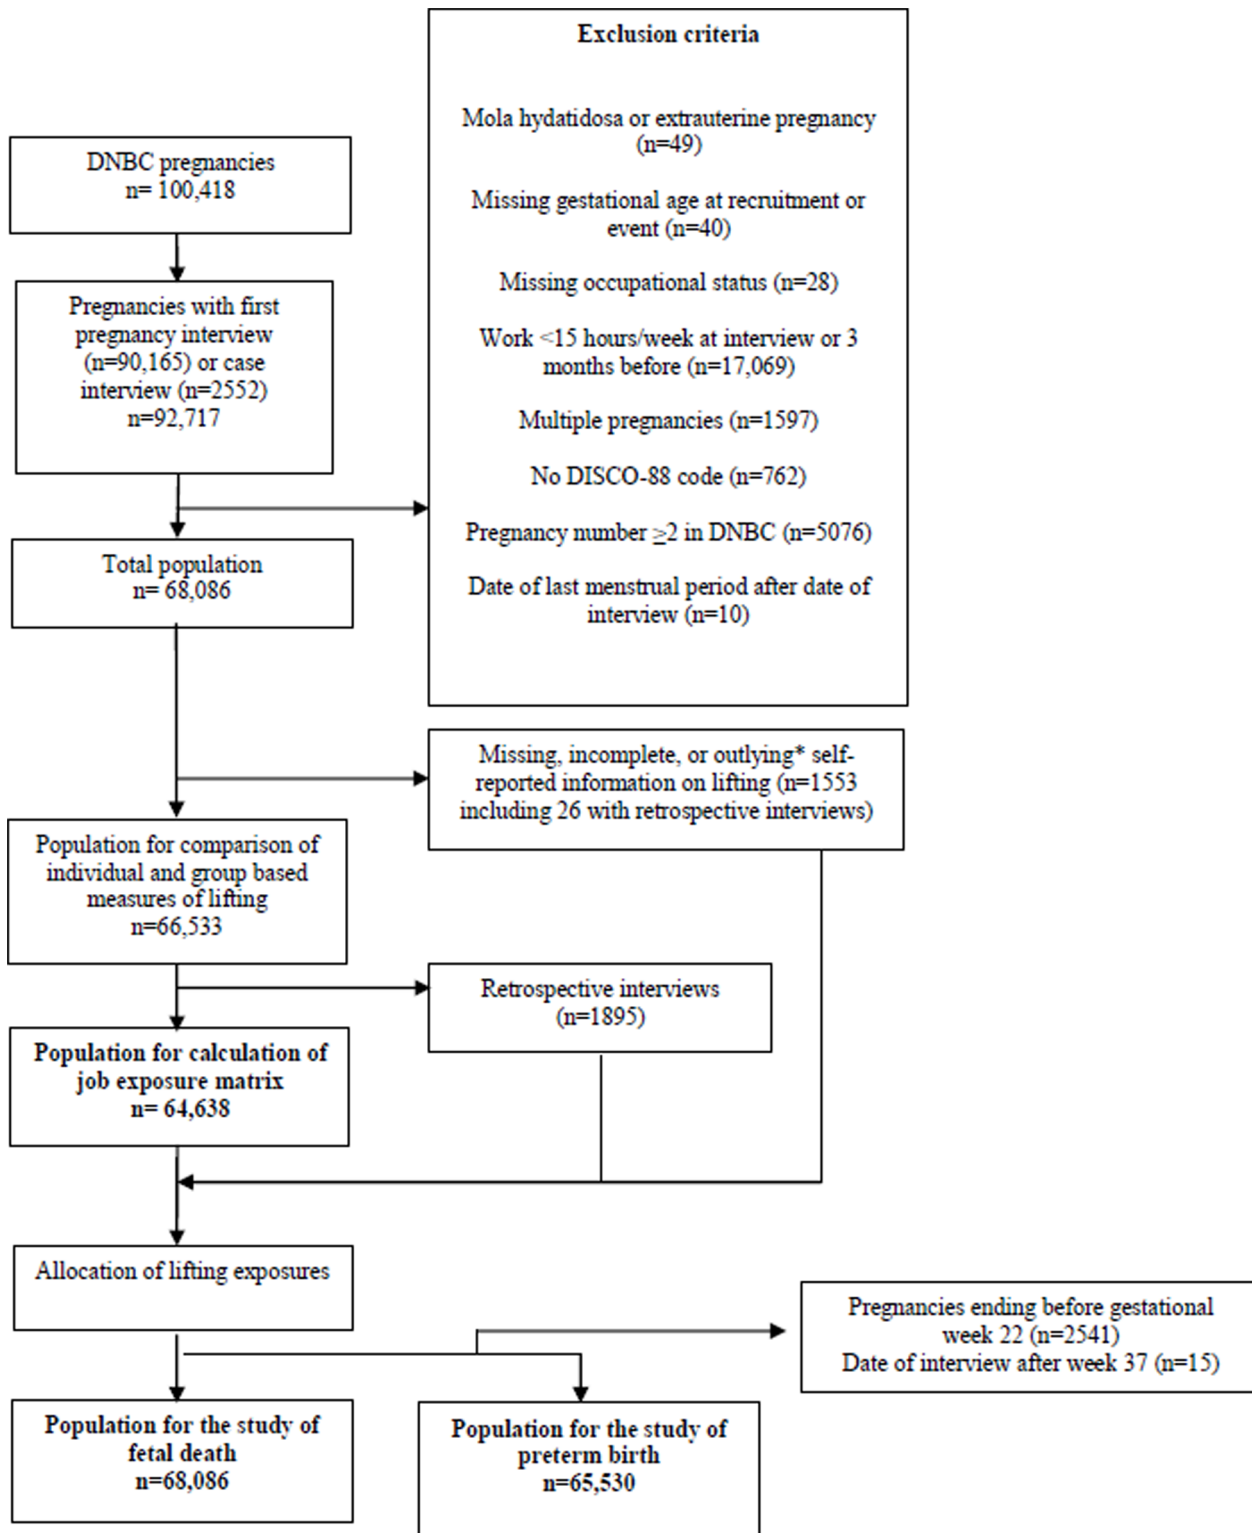 Exclusion criteria
Mola hydatidosa or extrauterine pregnancy
(n=49)
Missing gestational age at recruitment or
event (n=40)
Missing occupational status (n=28)
Work <15 hours/week at interview or 3
months before (n=17,069)
Multiple pregnancies (n=1597)
No DISCO-88 code (n=762)
Pregnancy number ≥2 in DNBC (n=5076)
Date of last menstrual period after date of
interview (n=10)
DNBC pregnancies
n= 100,418
Pregnancies with first
pregnancy interview
(n=90,165) or case
interview (n=2552)
n=92,717
Total population
n= 68,086
Missing, incomplete, or outlying* self-
reported information on lifting (n=1553
including 26 with retrospective interviews)
Population for comparison of
individual and group based
measures of lifting
n=66,533
Retrospective interviews
(n=1895)
Population for calculation of
job exposure matrix
n= 64,638
Allocation of lifting exposures
Pregnancies ending before gestational
week 22 (n=2541)
Date of interview after week 37 (n=15)
Population for the study of
fetal death
n=68,086
Population for the study of
preterm birth
n=65,530